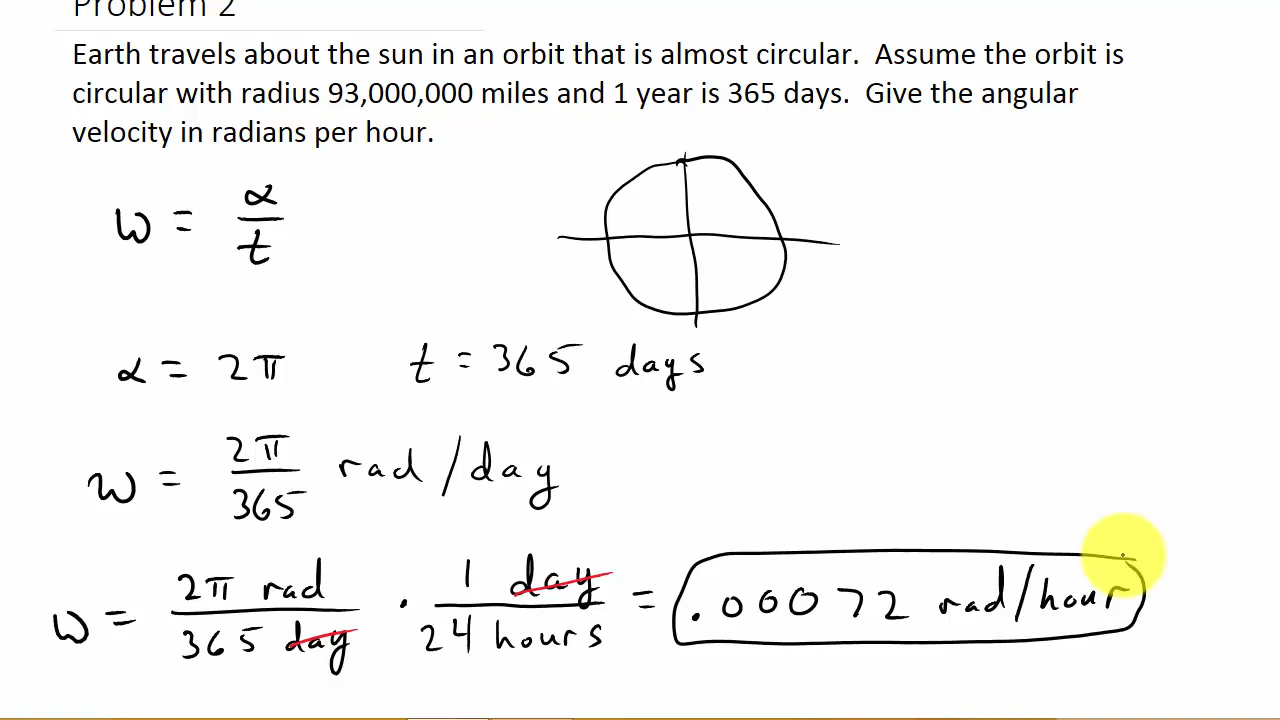 Problem 2
Earth travels about the sun in an orbit that is almost circular.  Assume the orbit is
circular with radius 93,000,000 miles and 1 year is 365 days.  Give the angular
velocity in radians per hour.
ω = α/t
α = 2π t = 365 days
ω = 2π/365 rad/day
ω = 2π rad/365 day · 1 day/24 hours = .00072 rad/hour